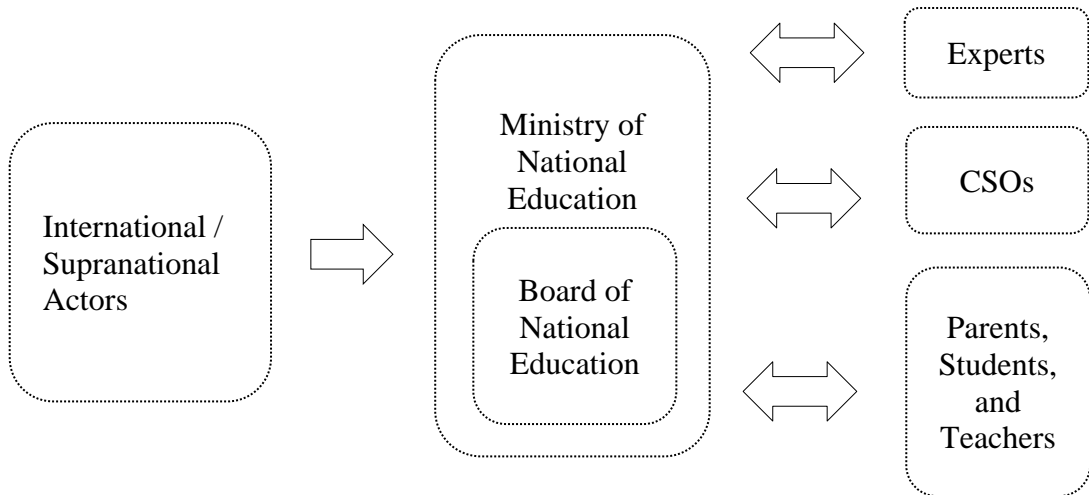 International /
Supranational
Actors
Ministry of
National
Education
Board of
National
Education
Experts
CSOs
Parents,
Students,
and
Teachers